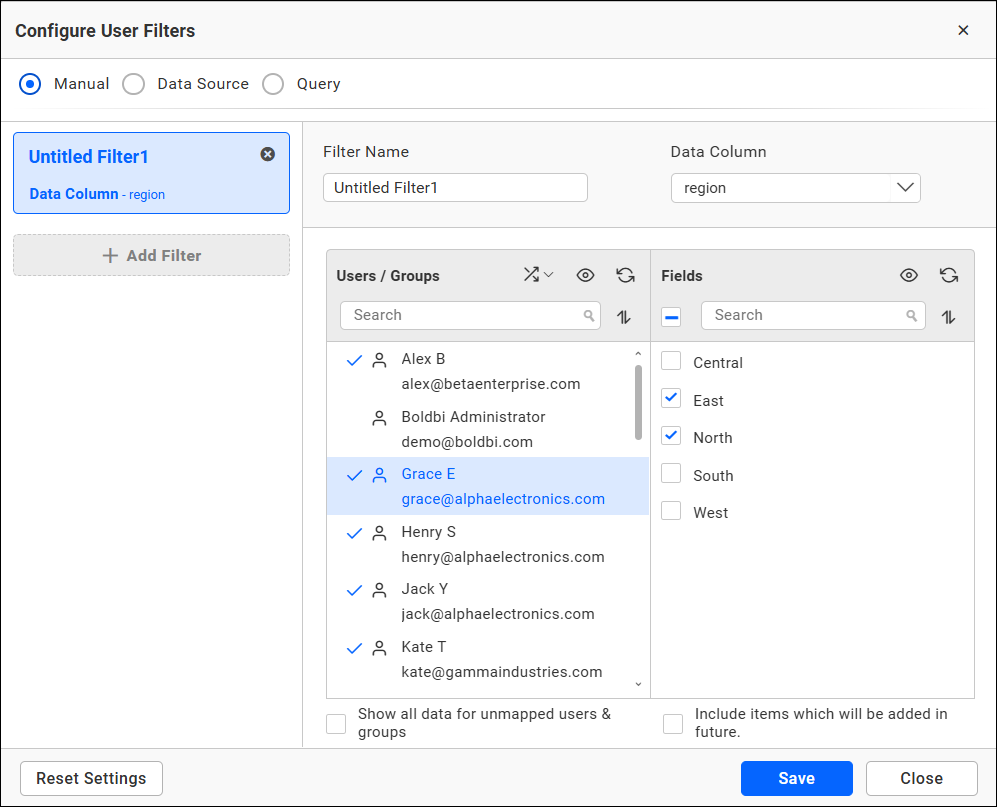 Configure User Filters
Manual
Data Source
Query
Untitled Filter1
Data Column - region
Add Filter
Filter Name
Data Column
Untitled Filter1
region
Users / Groups
Fields
Search
Search
Alex B
alex@betaenterprise.com
Boldbi Administrator
demo@boldbi.com
Grace E
grace@alphaelectronics.com
Henry S
henry@alphaelectronics.com
Jack Y
jack@alphaelectronics.com
Kate T
kate@gammaindustries.com
Central
East
North
South
West
Show all data for unmapped users &
groups
Include items which will be added in
future.
Reset Settings
Save
Close